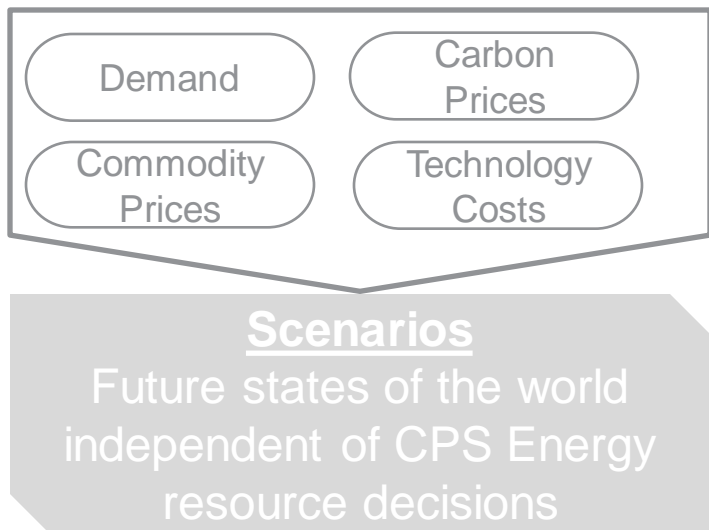 Demand
Carbon
Prices
Commodity
Prices
Technology
Costs
Scenarios
Future states of the world
independent of CPS Energy
resource decisions